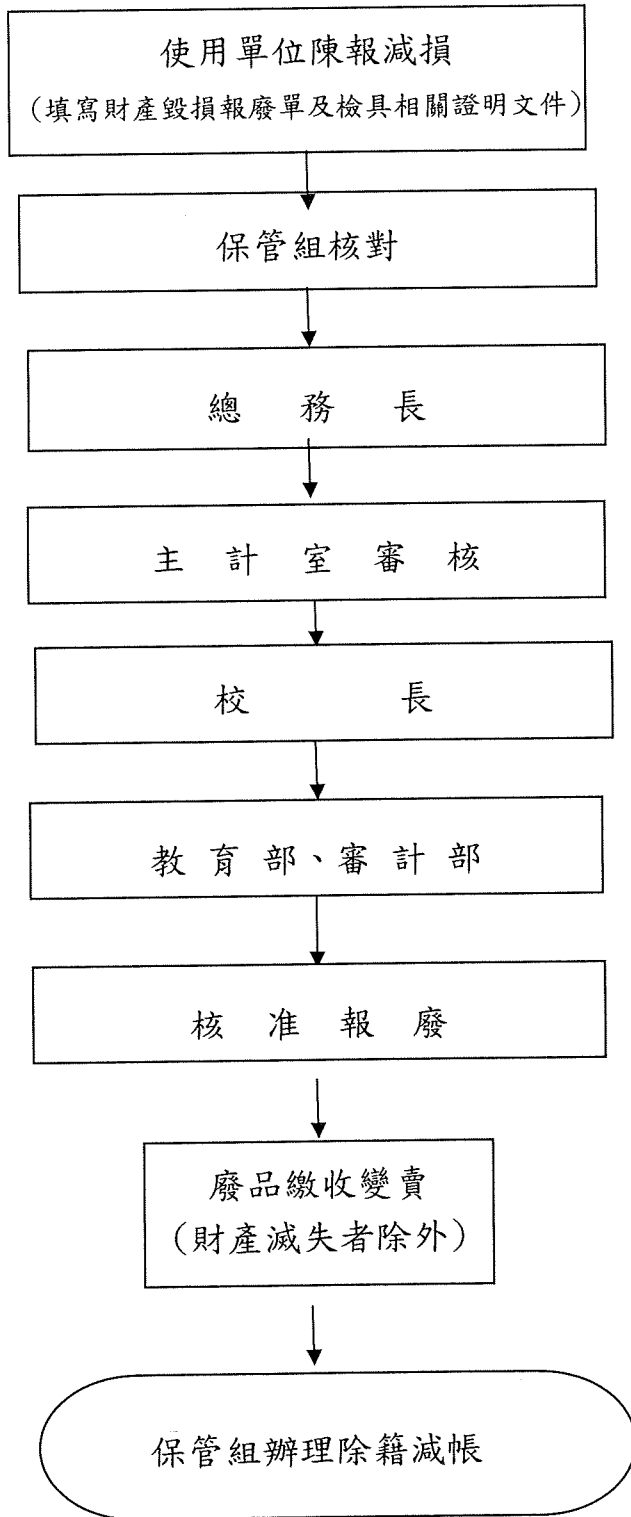 使用單位陳報減損
（填寫財產毀損報廢單及檢具相關證明文件）
保管組核對
總務長
主計室審核
校長
教育部、審計部
核准報廢
廢品繳收變賣
（財產滅失者除外）
保管組辦理除籍減帳